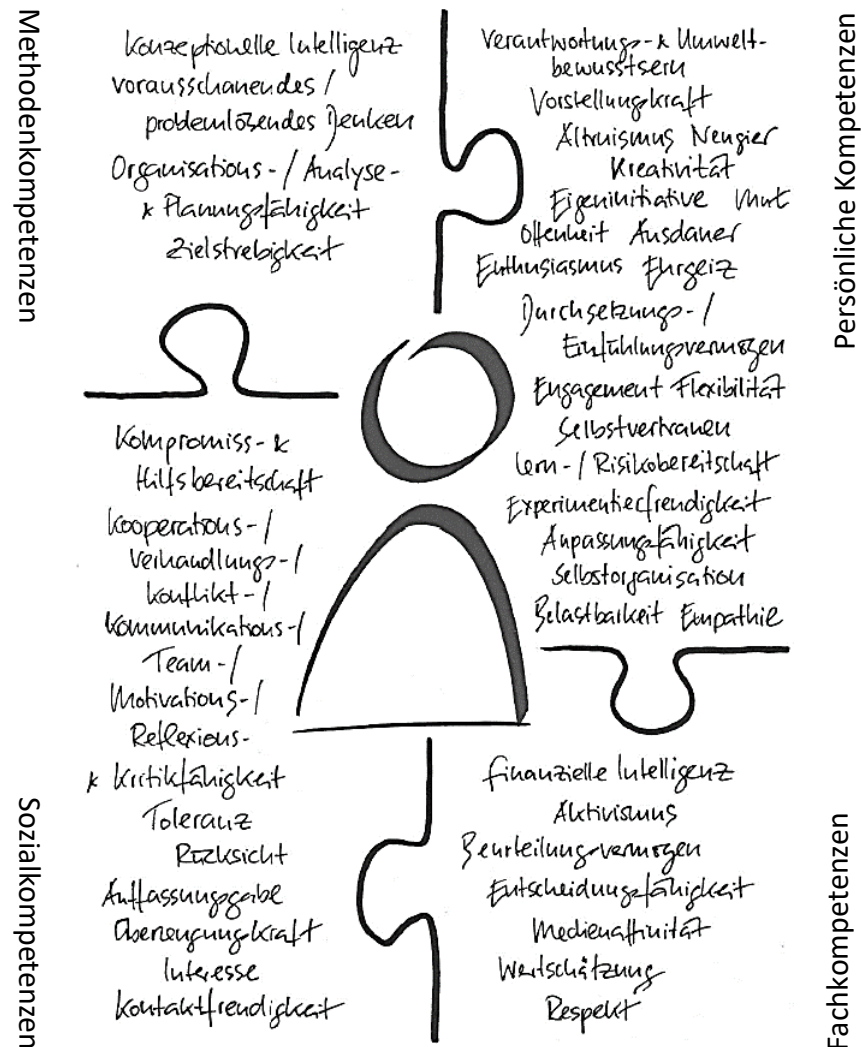 Methodenkompetenzen
Konzeptionelle Intelligenz
vorausschauendes /
problemlösendes Denken
Organisations- / Analyse-
& Planungsfähigkeit
Zielstrebigkeit
Persönliche Kompetenzen
Verantwortungs- & Umwelt-
bewusstsein
Vorstellungskraft
Altruismus Neugier
Kreativität
Eigeninitiative Mut
Offenheit Ausdauer
Enthusiasmus Ehrgeiz
Durchsetzungs- /
Einfühlungsvermögen
Engagement Flexibilität
Selbstvertrauen
Lern- / Risikobereitschaft
Experimentierfreudigkeit
Anpassungsfähigkeit
Selbstorganisation
Belastbarkeit Empathie
Sozialkompetenzen
Kompromiss- &
Hilfsbereitschaft
Kooperations- /
Verhandlungs- /
Konflikt- /
Kommunikations- /
Team- /
Motivations- /
Reflexions-
& Kritikfähigkeit
Toleranz
Rücksicht
Auffassungsgabe
Überzeugungskraft
Interesse
Kontaktfreudigkeit
Fachkompetenzen
finanzielle Intelligenz
Aktivismus
Beurteilungsvermögen
Entscheidungsfähigkeit
Medienaffinität
Wertschätzung
Respekt